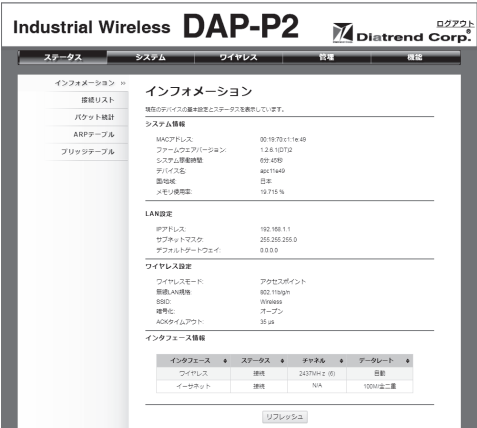 Industrial Wireless DAP-P2
Diatrend Corp.®
ログアウト
ステータス システム ワイヤレス 管理 機能
インフォメーション »
接続リスト
パケット統計
ARPテーブル
ブリッジテーブル
インフォメーション
現在のデバイスの基本設定とステータスを表示しています。
システム情報
MACアドレス: 00:19:70:c1:1e:49
ファームウェアバージョン: 1.2.6.1(DT)2
システム稼動時間: 6分:45秒
デバイス名: apc11e49
国/地域: 日本
メモリ使用率: 19.715 %
LAN設定
IPアドレス: 192.168.1.1
サブネットマスク: 255.255.255.0
デフォルトゲートウェイ: 0.0.0.0
ワイヤレス設定
ワイヤレスモード: アクセスポイント
無線LAN規格: 802.11b/g/n
SSID: Wireless
暗号化: オープン
ACKタイムアウト: 35 μs
インタフェース情報
インタフェース ステータス チャネル データレート
ワイヤレス 接続 2437MHz (6) 自動
イーサネット 接続 N/A 100M/全二重
リフレッシュ